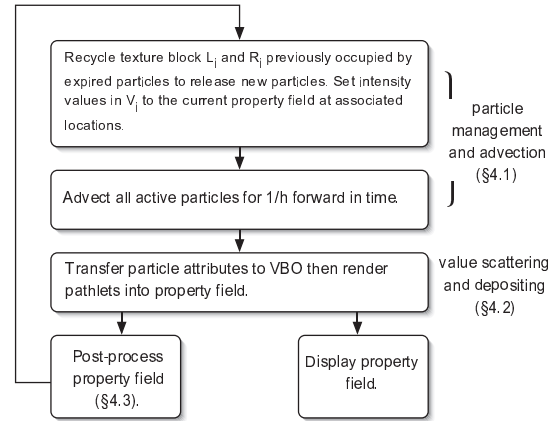 Recycle texture block Li and Ri previously occupied by
expired particles to release new particles. Set intensity
values in Vi to the current property field at associated
locations.
particle
management
and advection
(§4.1)
Advect all active particles for 1/h forward in time.
Transfer particle attributes to VBO then render
pathlets into property field.
value scattering
and depositing
(§4.2)
Post-process
property field
(§4.3).
Display property
field.